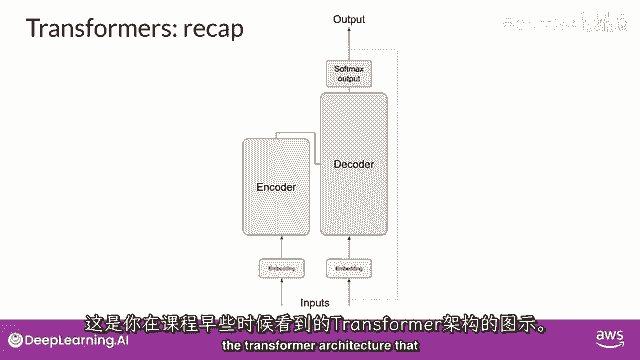 Transformers: recap
Output
Softmax
output
Decoder
Encoder
Embedding
Embedding
Inputs
这是你在课程早些时候看到的Transformer架构的图示。
the transformer architecture that
DeepLearning.AI
aws